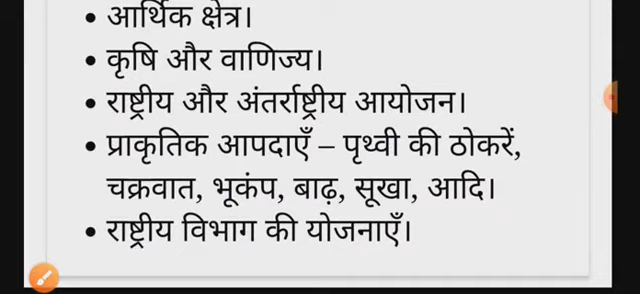 • आर्थिक क्षेत्र।
• कृषि और वाणिज्य।
• राष्ट्रीय और अंतर्राष्ट्रीय आयोजन।
• प्राकृतिक आपदाएँ – पृथ्वी की ठोकरें,
चक्रवात, भूकंप, बाढ़, सूखा, आदि।
• राष्ट्रीय विभाग की योजनाएँ।